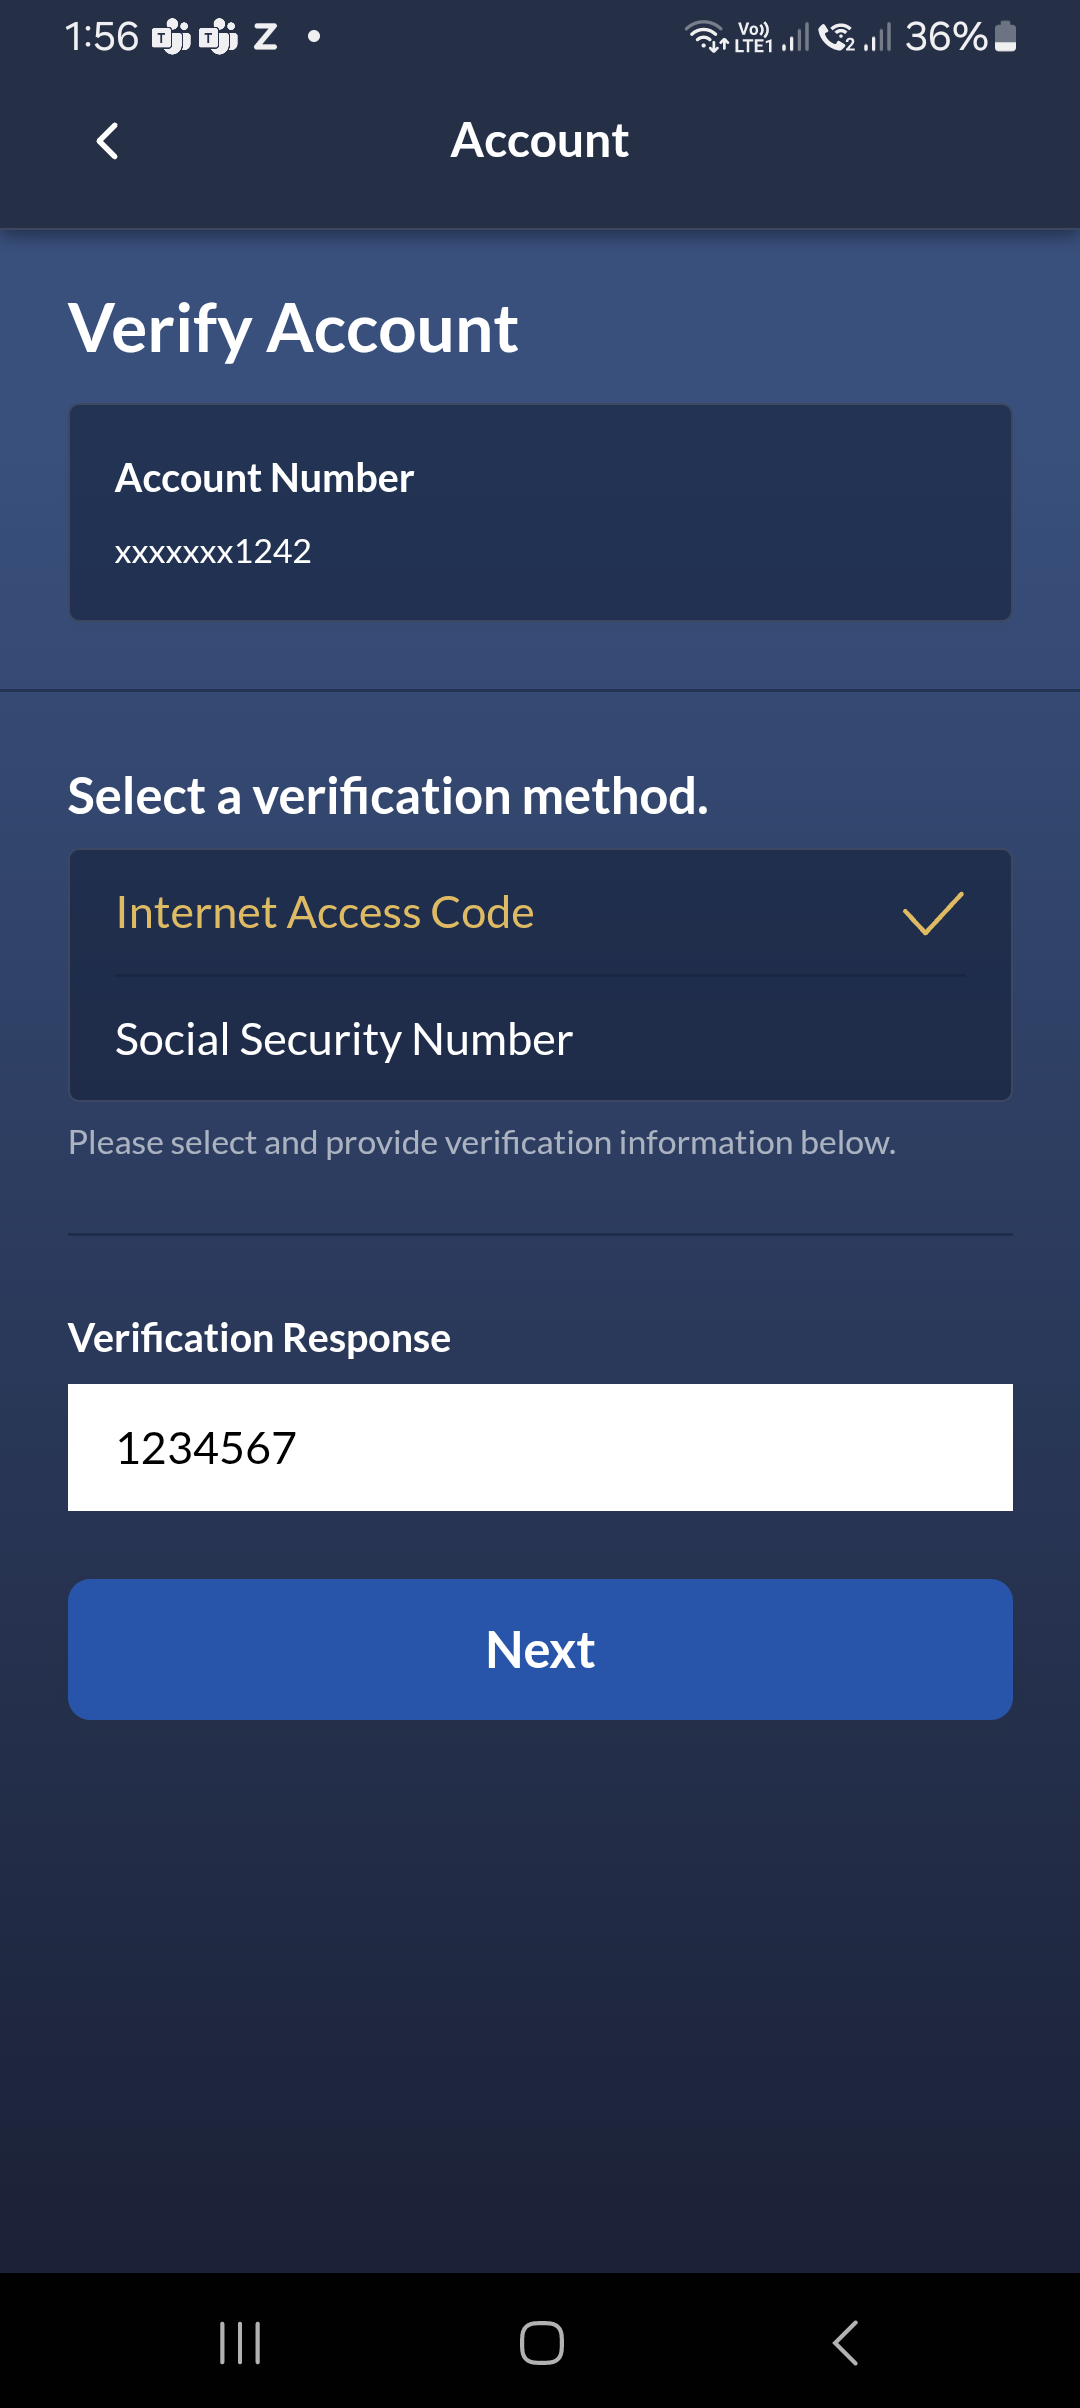 1:56 T T Z • Vo)) LTE1 2 36%
Account
Verify Account
Account Number
xxxxxxx1242
Select a verification method.
Internet Access Code
Social Security Number
Please select and provide verification information below.
Verification Response
1234567
Next